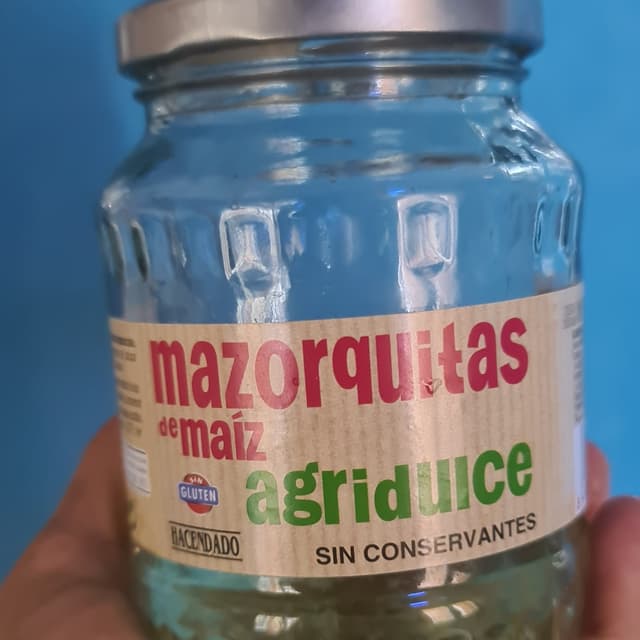 mazorquitas
de maíz
agridulce
SIN
GLUTEN
HACENDADO
SIN CONSERVANTES